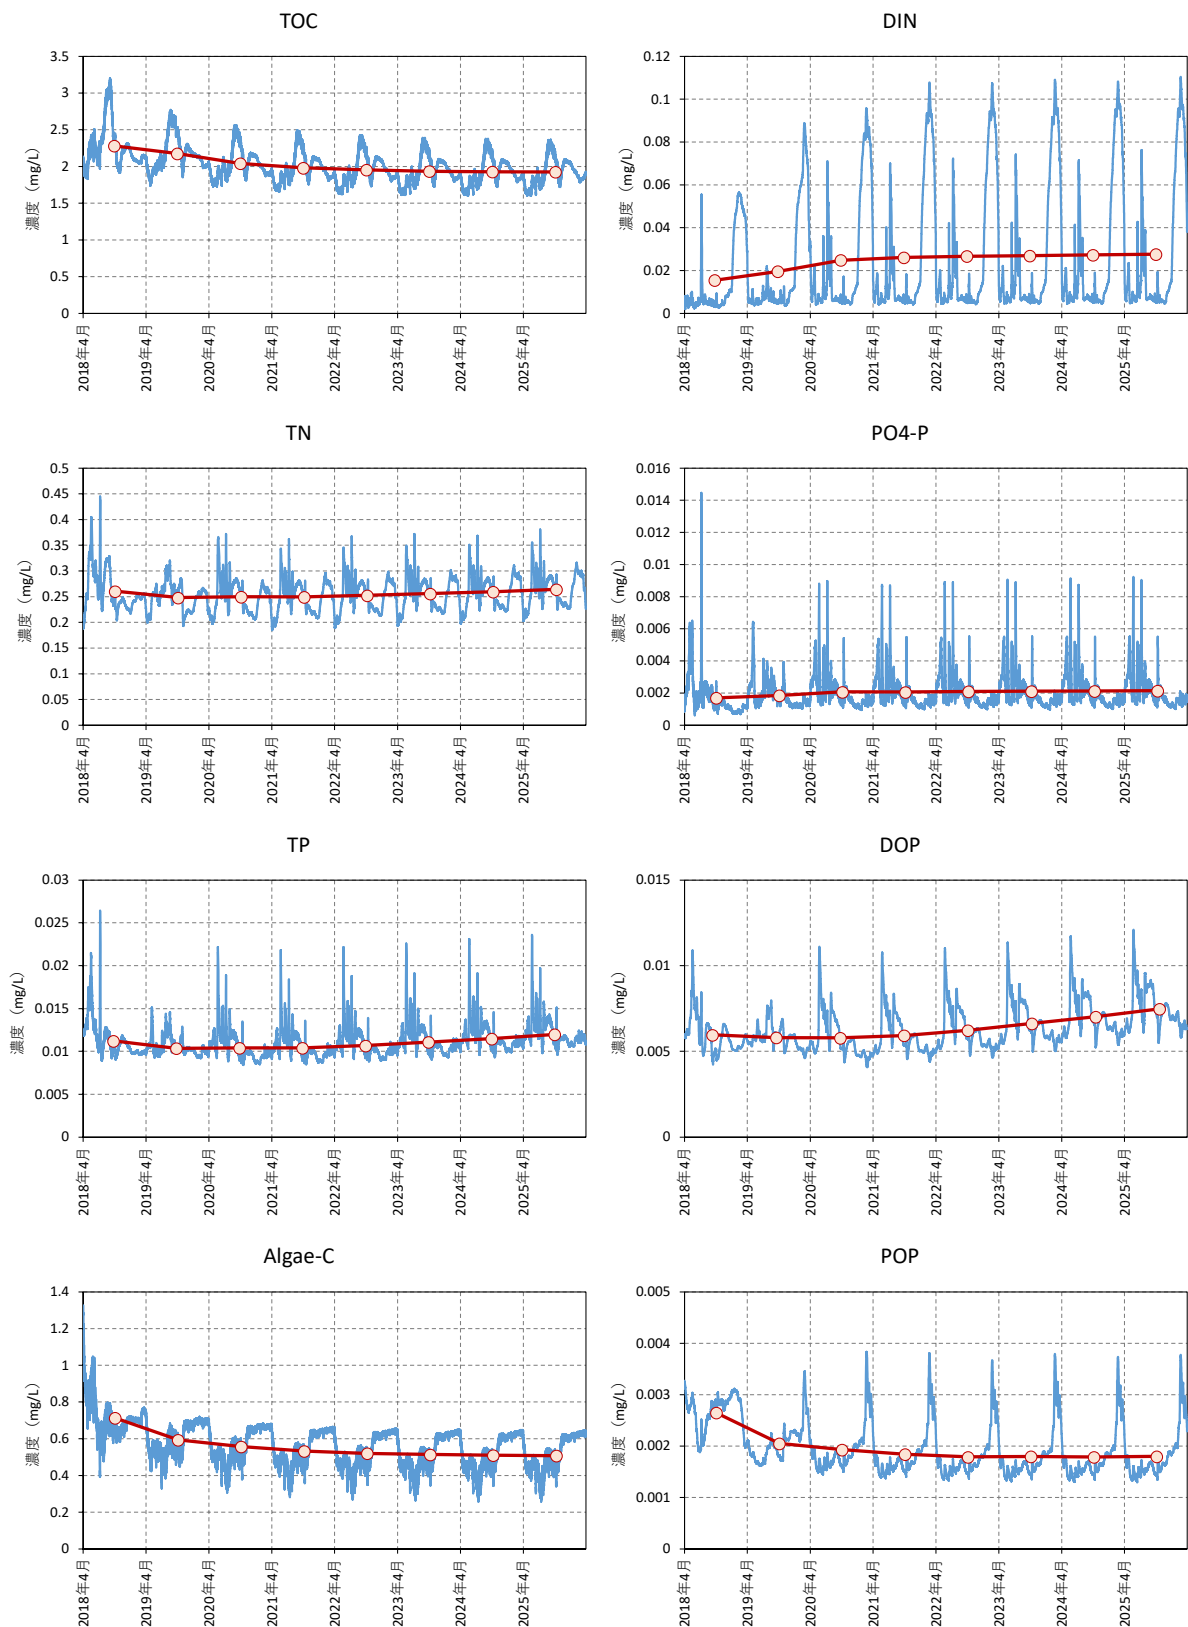 TOC
3.5
3
2.5
2
1.5
1
0.5
0
濃度（mg/L）
2018年4月
2019年4月
2020年4月
2021年4月
2022年4月
2023年4月
2024年4月
2025年4月
DIN
0.12
0.1
0.08
0.06
0.04
0.02
0
濃度（mg/L）
2018年4月
2019年4月
2020年4月
2021年4月
2022年4月
2023年4月
2024年4月
2025年4月
TN
0.5
0.45
0.4
0.35
0.3
0.25
0.2
0.15
0.1
0.05
0
濃度（mg/L）
2018年4月
2019年4月
2020年4月
2021年4月
2022年4月
2023年4月
2024年4月
2025年4月
PO4-P
0.016
0.014
0.012
0.01
0.008
0.006
0.004
0.002
0
濃度（mg/L）
2018年4月
2019年4月
2020年4月
2021年4月
2022年4月
2023年4月
2024年4月
2025年4月
TP
0.03
0.025
0.02
0.015
0.01
0.005
0
濃度（mg/L）
2018年4月
2019年4月
2020年4月
2021年4月
2022年4月
2023年4月
2024年4月
2025年4月
DOP
0.015
0.01
0.005
0
濃度（mg/L）
2018年4月
2019年4月
2020年4月
2021年4月
2022年4月
2023年4月
2024年4月
2025年4月
Algae-C
1.4
1.2
1
0.8
0.6
0.4
0.2
0
濃度（mg/L）
2018年4月
2019年4月
2020年4月
2021年4月
2022年4月
2023年4月
2024年4月
2025年4月
POP
0.005
0.004
0.003
0.002
0.001
0
濃度（mg/L）
2018年4月
2019年4月
2020年4月
2021年4月
2022年4月
2023年4月
2024年4月
2025年4月